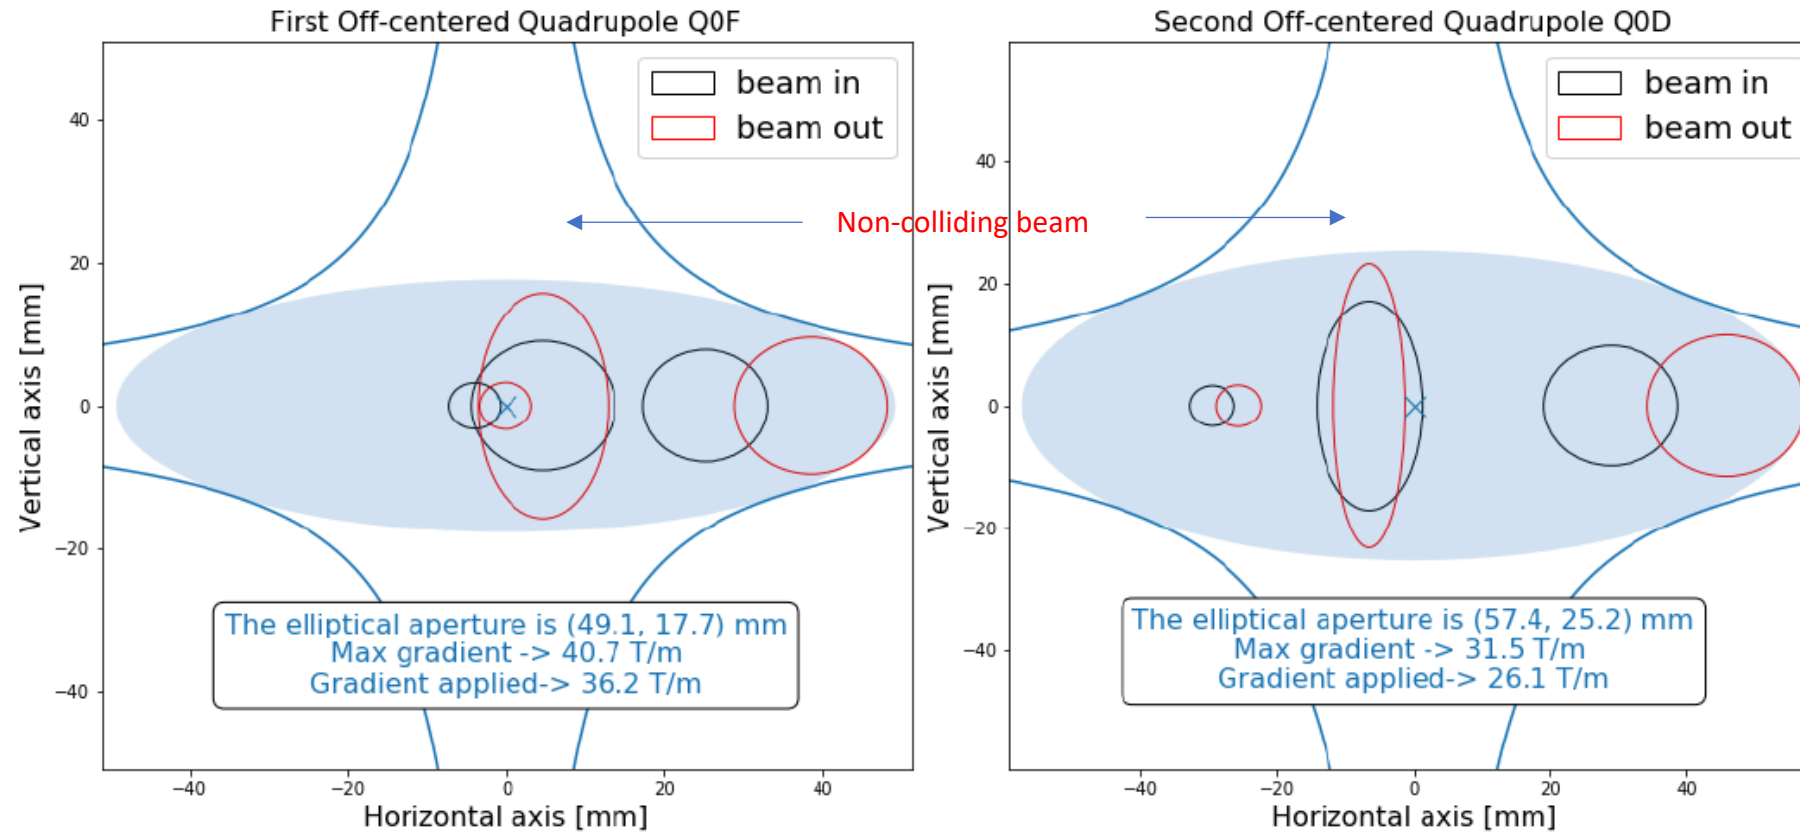 First Off-centered Quadrupole Q0F
beam in
beam out
40
20
0
−20
−40
Vertical axis [mm]
The elliptical aperture is (49.1, 17.7) mm
Max gradient -> 40.7 T/m
Gradient applied-> 36.2 T/m
−40
−20
0
20
40
Horizontal axis [mm]
Non-colliding beam
Second Off-centered Quadrupole Q0D
beam in
beam out
40
20
0
−20
−40
Vertical axis [mm]
The elliptical aperture is (57.4, 25.2) mm
Max gradient -> 31.5 T/m
Gradient applied-> 26.1 T/m
−40
−20
0
20
40
Horizontal axis [mm]